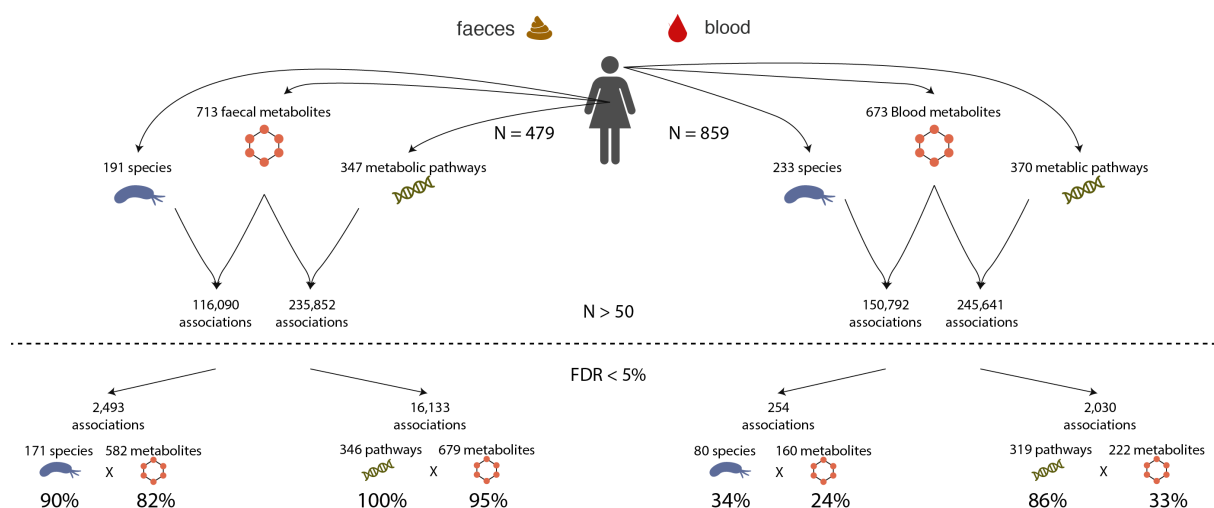 faeces
blood
713 faecal metabolites
673 Blood metabolites
N = 479
N = 859
191 species
347 metabolic pathways
233 species
370 metablic pathways
116,090
associations
235,852
associations
N > 50
150,792
associations
245,641
associations
FDR < 5%
2,493
associations
16,133
associations
254
associations
2,030
associations
171 species
582 metabolites
346 pathways
679 metabolites
80 species
160 metabolites
319 pathways
222 metabolites
X
X
X
X
90%
82%
100%
95%
34%
24%
86%
33%